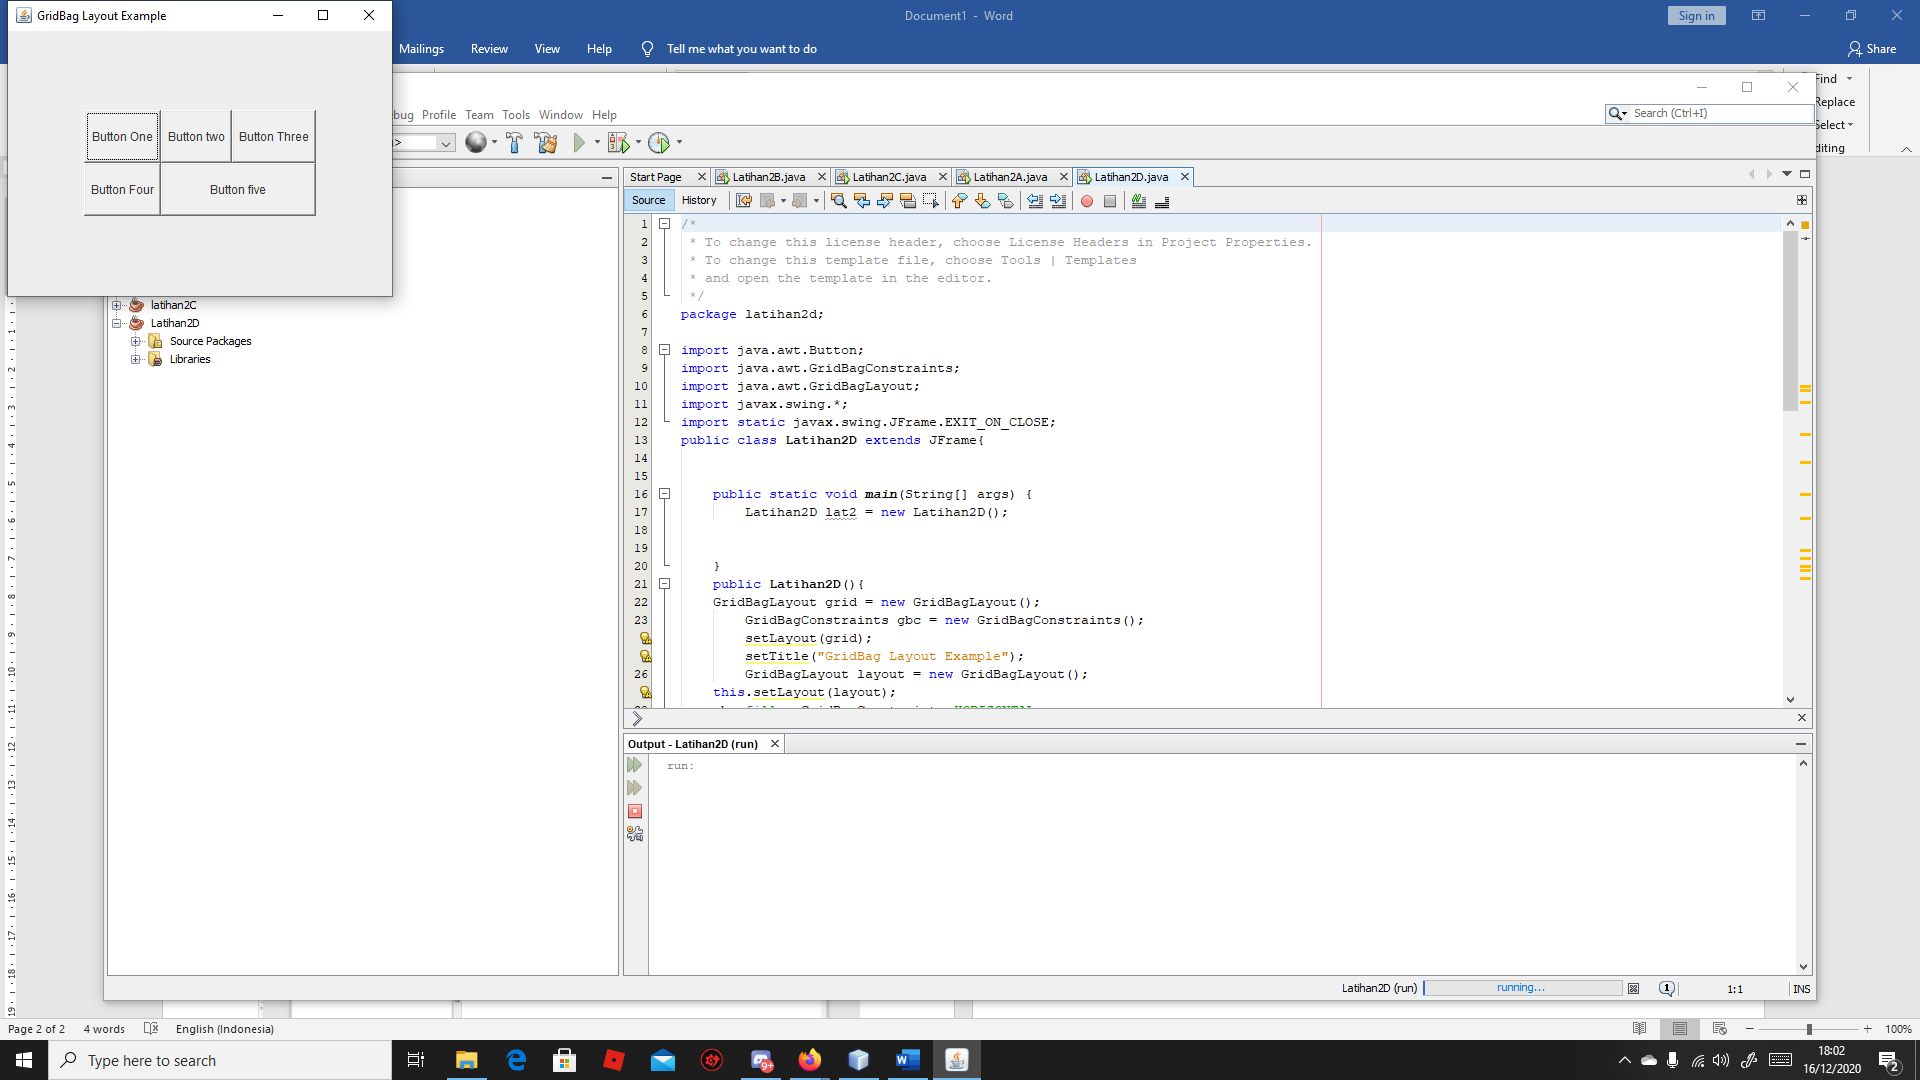 GridBag Layout Example
Document1 - Word
Sign in
Mailings Review View Help Tell me what you want to do
Share
Find
Replace
Select
diting
bug Profile Team Tools Window Help
Search (Ctrl+I)
>
Button One Button two Button Three
Button Four Button five
Start Page Latihan2B.java Latihan2C.java Latihan2A.java Latihan2D.java
Source History
latihan2C
Latihan2D
Source Packages
Libraries
1 /*
2 * To change this license header, choose License Headers in Project Properties.
3 * To change this template file, choose Tools | Templates
4 * and open the template in the editor.
5 */
6 package latihan2d;
7
8 import java.awt.Button;
9 import java.awt.GridBagConstraints;
10 import java.awt.GridBagLayout;
11 import javax.swing.*;
12 import static javax.swing.JFrame.EXIT_ON_CLOSE;
13 public class Latihan2D extends JFrame{
14
15
16 public static void main(String[] args) {
17 Latihan2D lat2 = new Latihan2D();
18
19
20 }
21 public Latihan2D(){
22 GridBagLayout grid = new GridBagLayout();
23 GridBagConstraints gbc = new GridBagConstraints();
setLayout(grid);
setTitle("GridBag Layout Example");
26 GridBagLayout layout = new GridBagLayout();
this.setLayout(layout);
Output - Latihan2D (run)
run:
Latihan2D (run) running... 1 1:1 INS
Page 2 of 2 4 words English (Indonesia) 100%
Type here to search
9+
18:02
16/12/2020
2